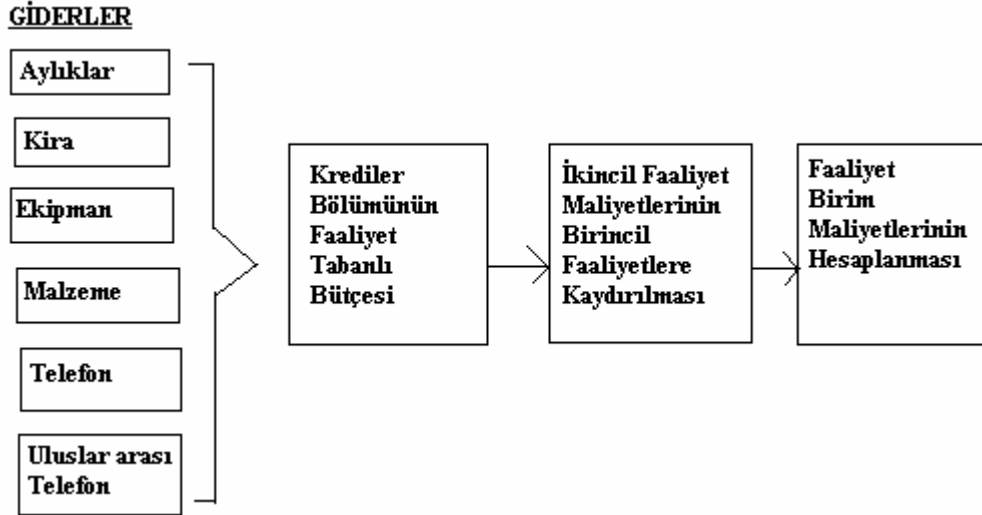 GİDERLER
Aylıklar
Kira
Ekipman
Malzeme
Telefon
Uluslar arası
Telefon
Krediler
Bölümünün
Faaliyet
Tabanlı
Bütçesi
İkincil Faaliyet
Maliyetlerinin
Birincil
Faaliyetlere
Kaydırılması
Faaliyet
Birim
Maliyetlerinin
Hesaplanması